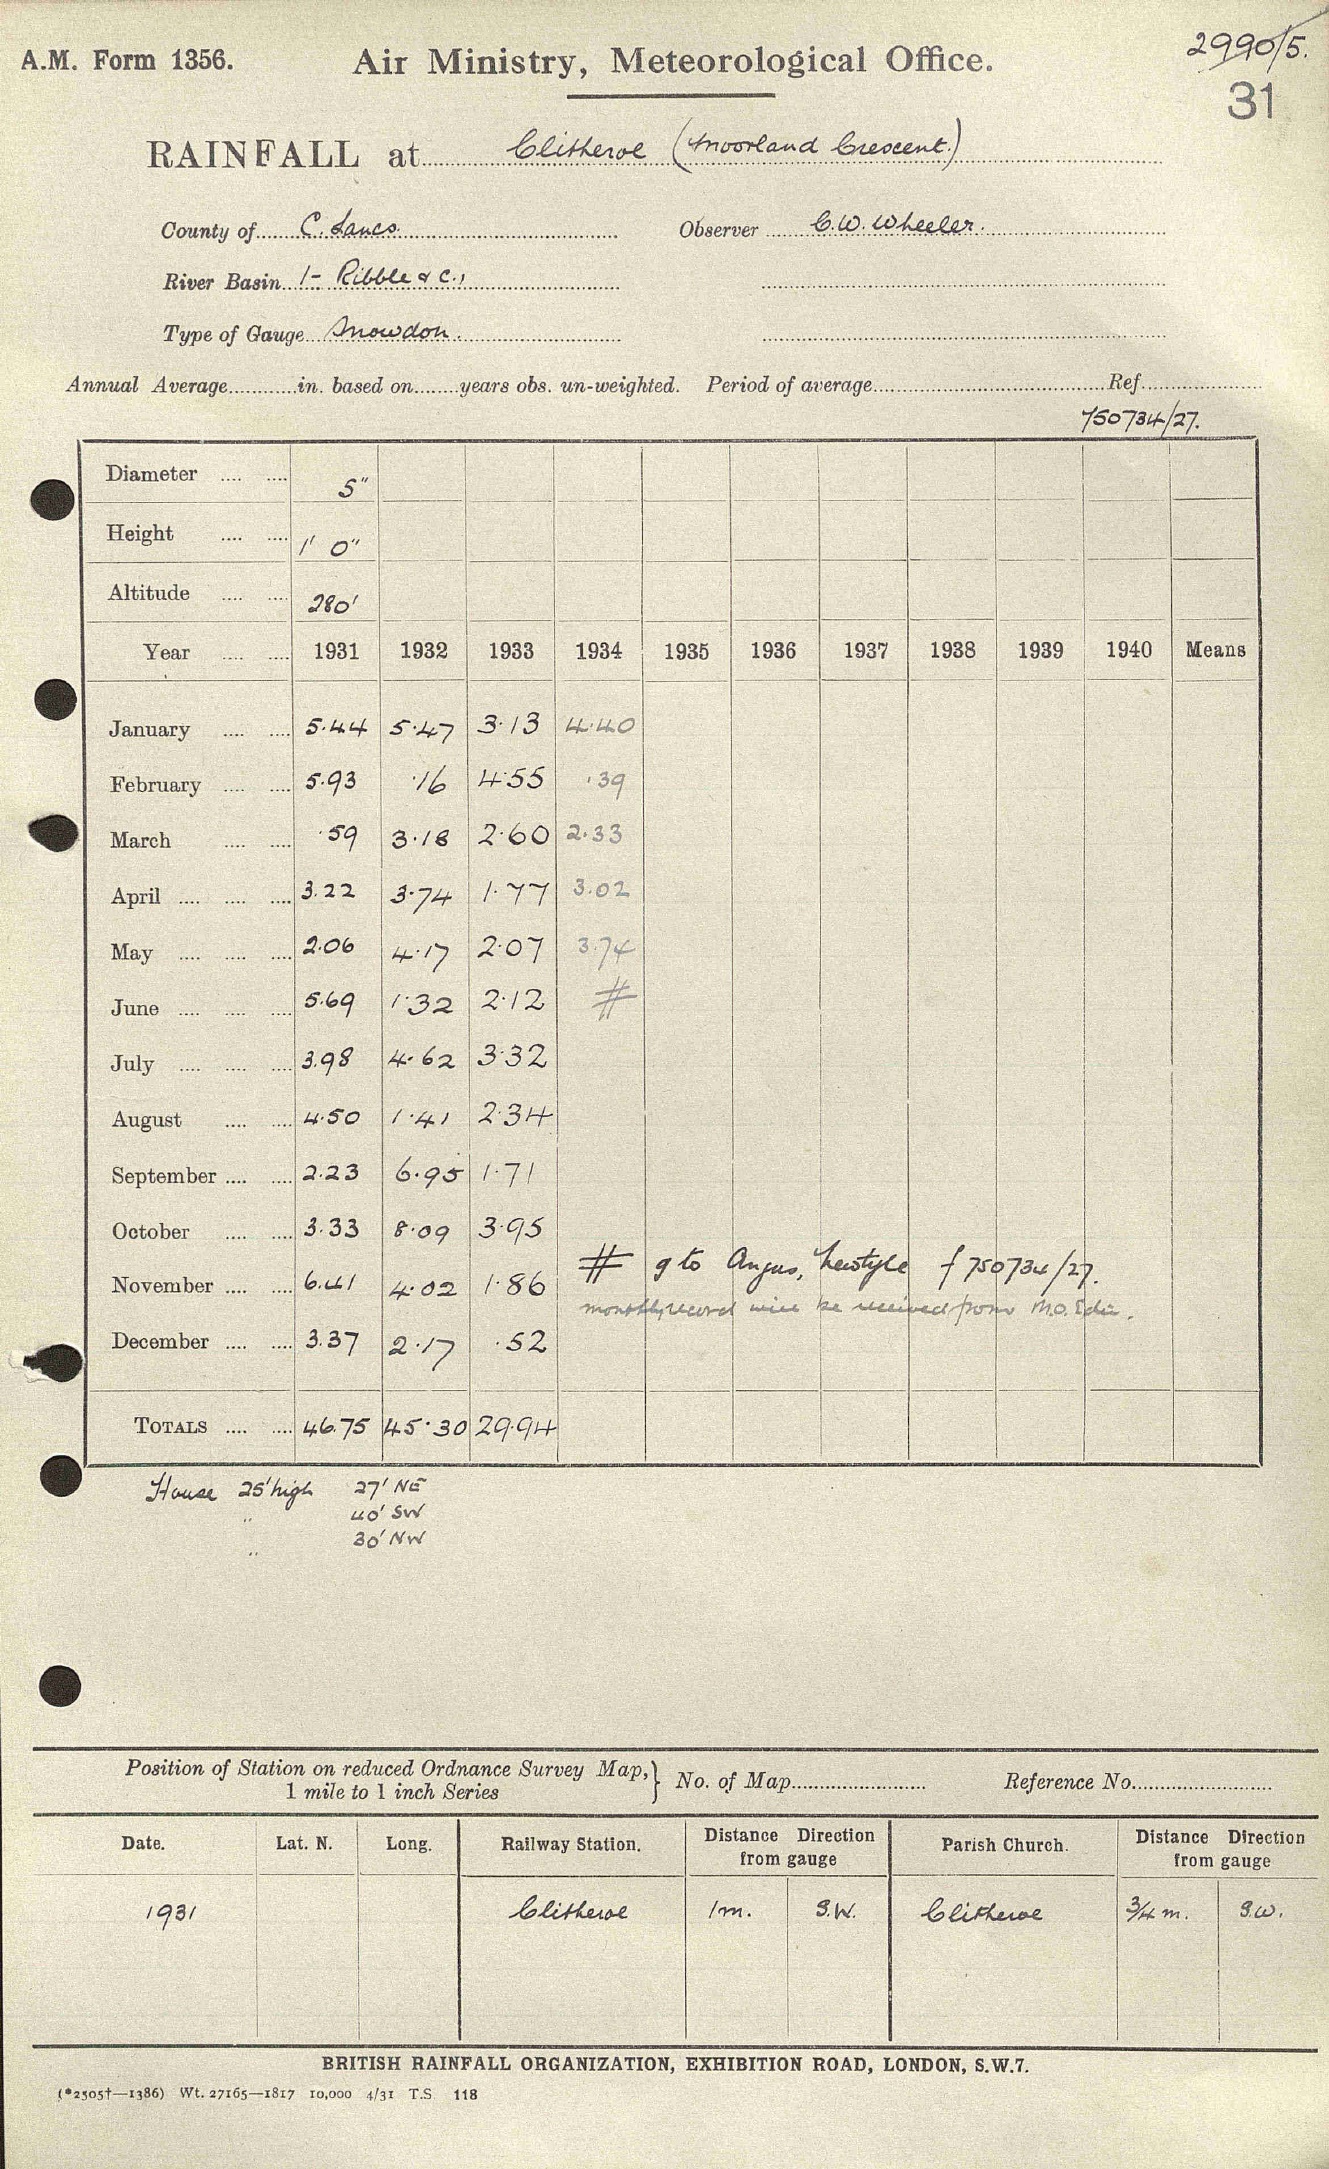 A.M. Form 1356. Air Ministry, Meteorological Office. 2990/5.
31
RAINFALL at Clitheroe (Moorland Crescent.)
County of C. Lancs. Observer C.W. Wheeler.
River Basin 1- Ribble & c.,
Type of Gauge Snowdon.
Annual Average in. based on years obs. un-weighted. Period of average Ref.
750734/27.
Diameter .... .... 5"
Height .... .... 1' 0"
Altitude .... .... 280'
Year .... .... 1931 1932 1933 1934 1935 1936 1937 1938 1939 1940 Means
January .... .... 5.44 5.47 3.13 4.40
February .... .... 5.93 .16 4.55 .39
March .... .... .59 3.18 2.60 2.33
April .... .... .... 3.22 3.74 1.77 3.02
May .... .... .... 2.06 4.17 2.07 3.74
June .... .... .... 5.69 1.32 2.12 #
July .... .... .... 3.98 4.62 3.32
August .... .... 4.50 1.41 2.34
September .... .... 2.23 6.95 1.71
October .... .... 3.33 8.09 3.95
# g to Angus, Newtyle f 750734/27.
November .... .... 6.41 4.02 1.86
monthly record will be received from M.O. Edin.
December .... .... 3.37 2.17 .52
TOTALS .... .... 46.75 45.30 29.94
House 25' high 27' NE
" 40' SW
" 30' NW
Position of Station on reduced Ordnance Survey Map,} No. of Map Reference No.
1 mile to 1 inch Series
Date. Lat. N. Long. Railway Station. Distance Direction from gauge Parish Church. Distance Direction from gauge
1931 Clitheroe 1m. S.W. Clitheroe 3/4 m. S.W.
BRITISH RAINFALL ORGANIZATION, EXHIBITION ROAD, LONDON, S.W.7.
(*2505†—1386) Wt. 27165—1817 10,000 4/31 T.S 118